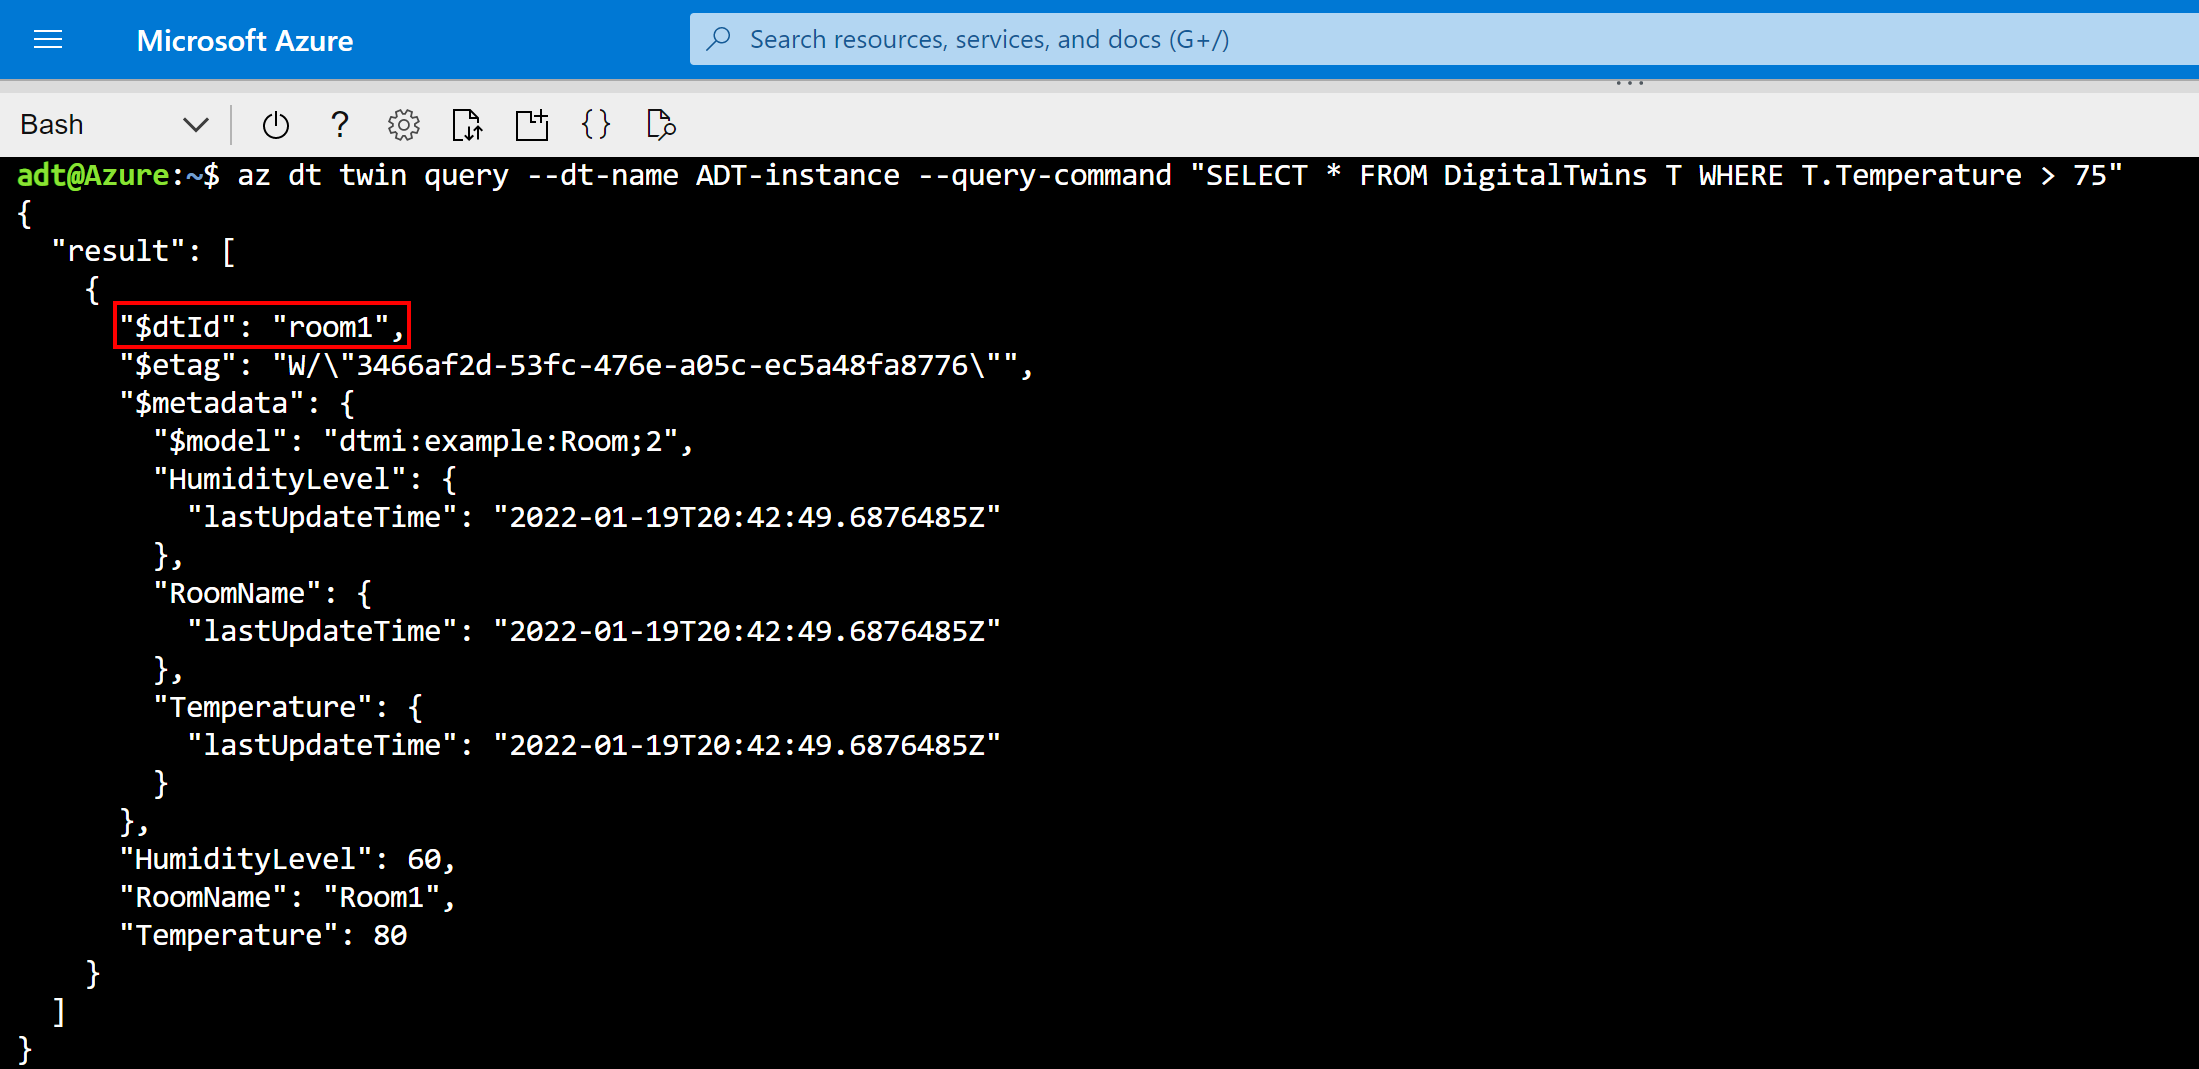 Microsoft Azure
Search resources, services, and docs (G+/)
Bash
adt@Azure:~$ az dt twin query --dt-name ADT-instance --query-command "SELECT * FROM DigitalTwins T WHERE T.Temperature > 75"
{
  "result": [
    {
      "$dtId": "room1",
      "$etag": "W/\"3466af2d-53fc-476e-a05c-ec5a48fa8776\"",
      "$metadata": {
        "$model": "dtmi:example:Room;2",
        "HumidityLevel": {
          "lastUpdateTime": "2022-01-19T20:42:49.6876485Z"
        },
        "RoomName": {
          "lastUpdateTime": "2022-01-19T20:42:49.6876485Z"
        },
        "Temperature": {
          "lastUpdateTime": "2022-01-19T20:42:49.6876485Z"
        }
      },
      "HumidityLevel": 60,
      "RoomName": "Room1",
      "Temperature": 80
    }
  ]
}